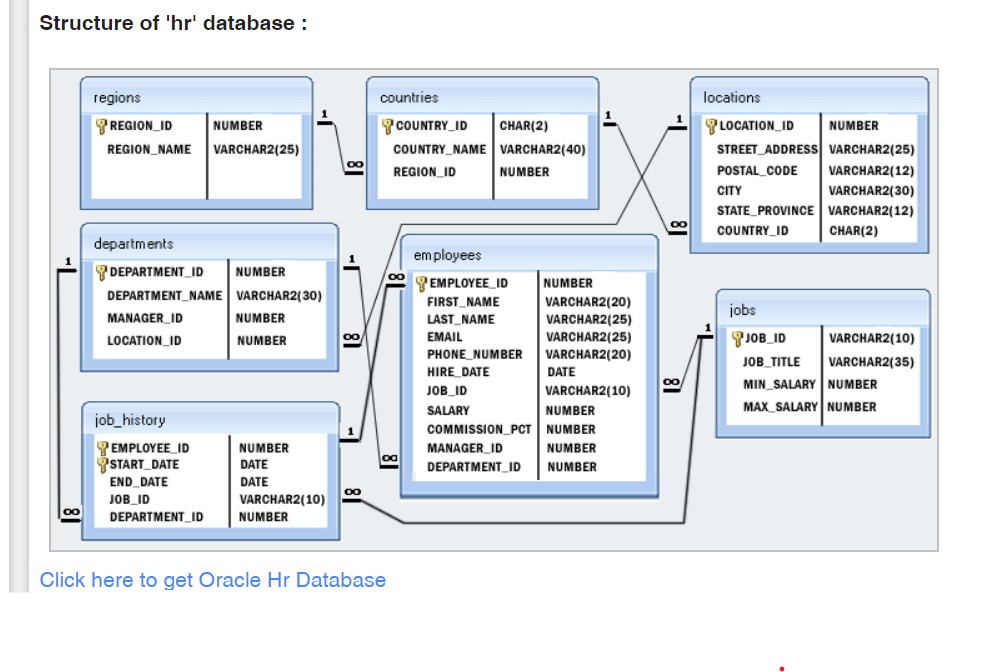 Structure of 'hr' database :
regions
REGION_ID NUMBER
REGION_NAME VARCHAR2(25)
1
∞
countries
COUNTRY_ID CHAR(2)
COUNTRY_NAME VARCHAR2(40)
REGION_ID NUMBER
1
∞
locations
LOCATION_ID NUMBER
STREET_ADDRESS VARCHAR2(25)
POSTAL_CODE VARCHAR2(12)
CITY VARCHAR2(30)
STATE_PROVINCE VARCHAR2(12)
COUNTRY_ID CHAR(2)
1
departments
DEPARTMENT_ID NUMBER
DEPARTMENT_NAME VARCHAR2(30)
MANAGER_ID NUMBER
LOCATION_ID NUMBER
1
1
∞
employees
EMPLOYEE_ID NUMBER
FIRST_NAME VARCHAR2(20)
LAST_NAME VARCHAR2(25)
EMAIL VARCHAR2(25)
PHONE_NUMBER VARCHAR2(20)
HIRE_DATE DATE
JOB_ID VARCHAR2(10)
SALARY NUMBER
COMMISSION_PCT NUMBER
MANAGER_ID NUMBER
DEPARTMENT_ID NUMBER
∞
∞
∞
jobs
JOB_ID VARCHAR2(10)
JOB_TITLE VARCHAR2(35)
MIN_SALARY NUMBER
MAX_SALARY NUMBER
1
job_history
EMPLOYEE_ID NUMBER
START_DATE DATE
END_DATE DATE
JOB_ID VARCHAR2(10)
DEPARTMENT_ID NUMBER
1
∞
∞
Click here to get Oracle Hr Database